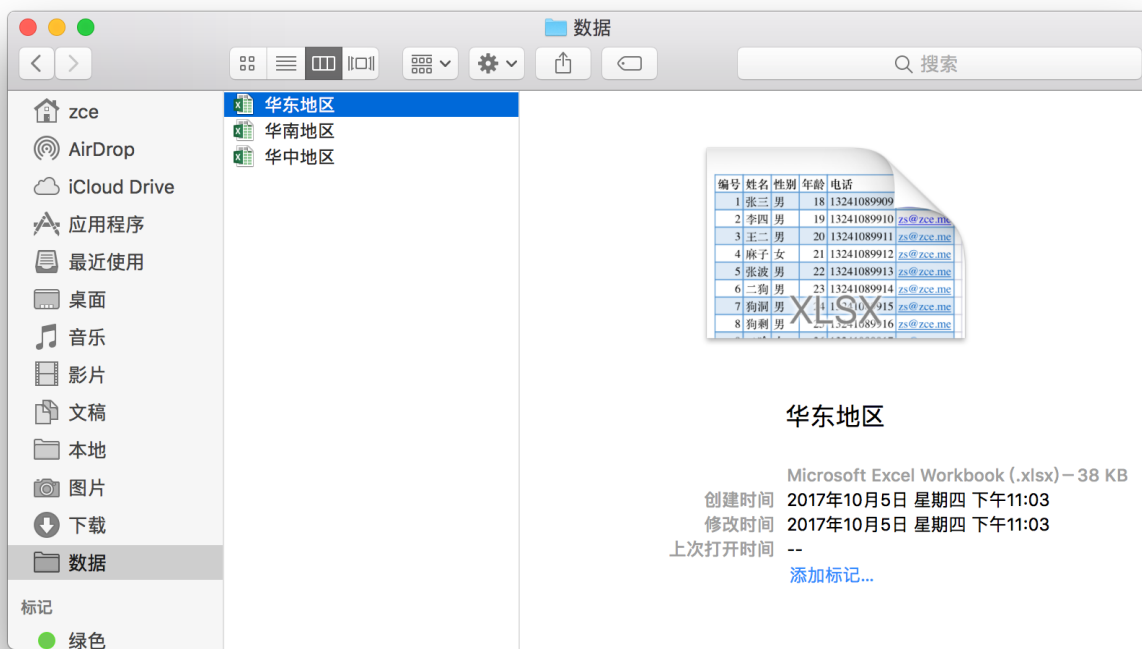 数据
搜索
zce
AirDrop
iCloud Drive
应用程序
最近使用
桌面
音乐
影片
文稿
本地
图片
下载
数据
标记
绿色
华东地区
华南地区
华中地区
编号 姓名 性别 年龄 电话
1 张三 男 18 13241089909
2 李四 男 19 13241089910 zs@zce.me
3 王二 男 20 13241089911 zs@zce.me
4 麻子 女 21 13241089912 zs@zce.me
5 张波 男 22 13241089913 zs@zce.me
6 二狗 男 23 13241089914 zs@zce.me
7 狗洞 男 zs@zce.me
8 狗剩 男 zs@zce.me
XLSX
华东地区
Microsoft Excel Workbook (.xlsx) – 38 KB
创建时间 2017年10月5日 星期四 下午11:03
修改时间 2017年10月5日 星期四 下午11:03
上次打开时间 --
添加标记...